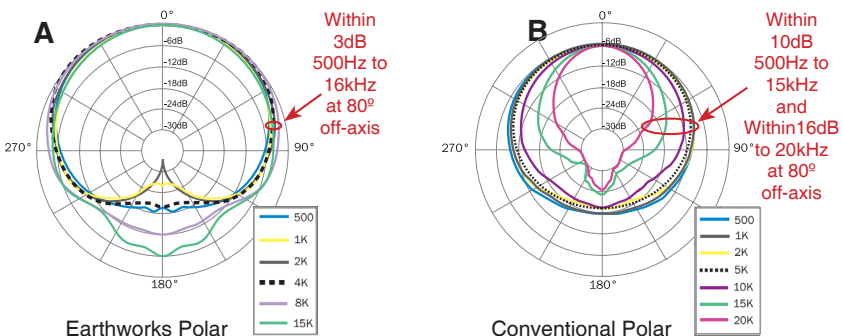 A
0°
-6dB
-12dB
-18dB
-24dB
-30dB
270°
90°
180°
Within
3dB
500Hz to
16kHz
at 80º
off-axis
500
1K
2K
4K
8K
15K
Earthworks Polar
B
0°
-6dB
-12dB
-18dB
-24dB
-30dB
270°
90°
180°
Within
10dB
500Hz to
15kHz
and
Within16dB
to 20kHz
at 80º
off-axis
500
1K
2K
5K
10K
15K
20K
Conventional Polar